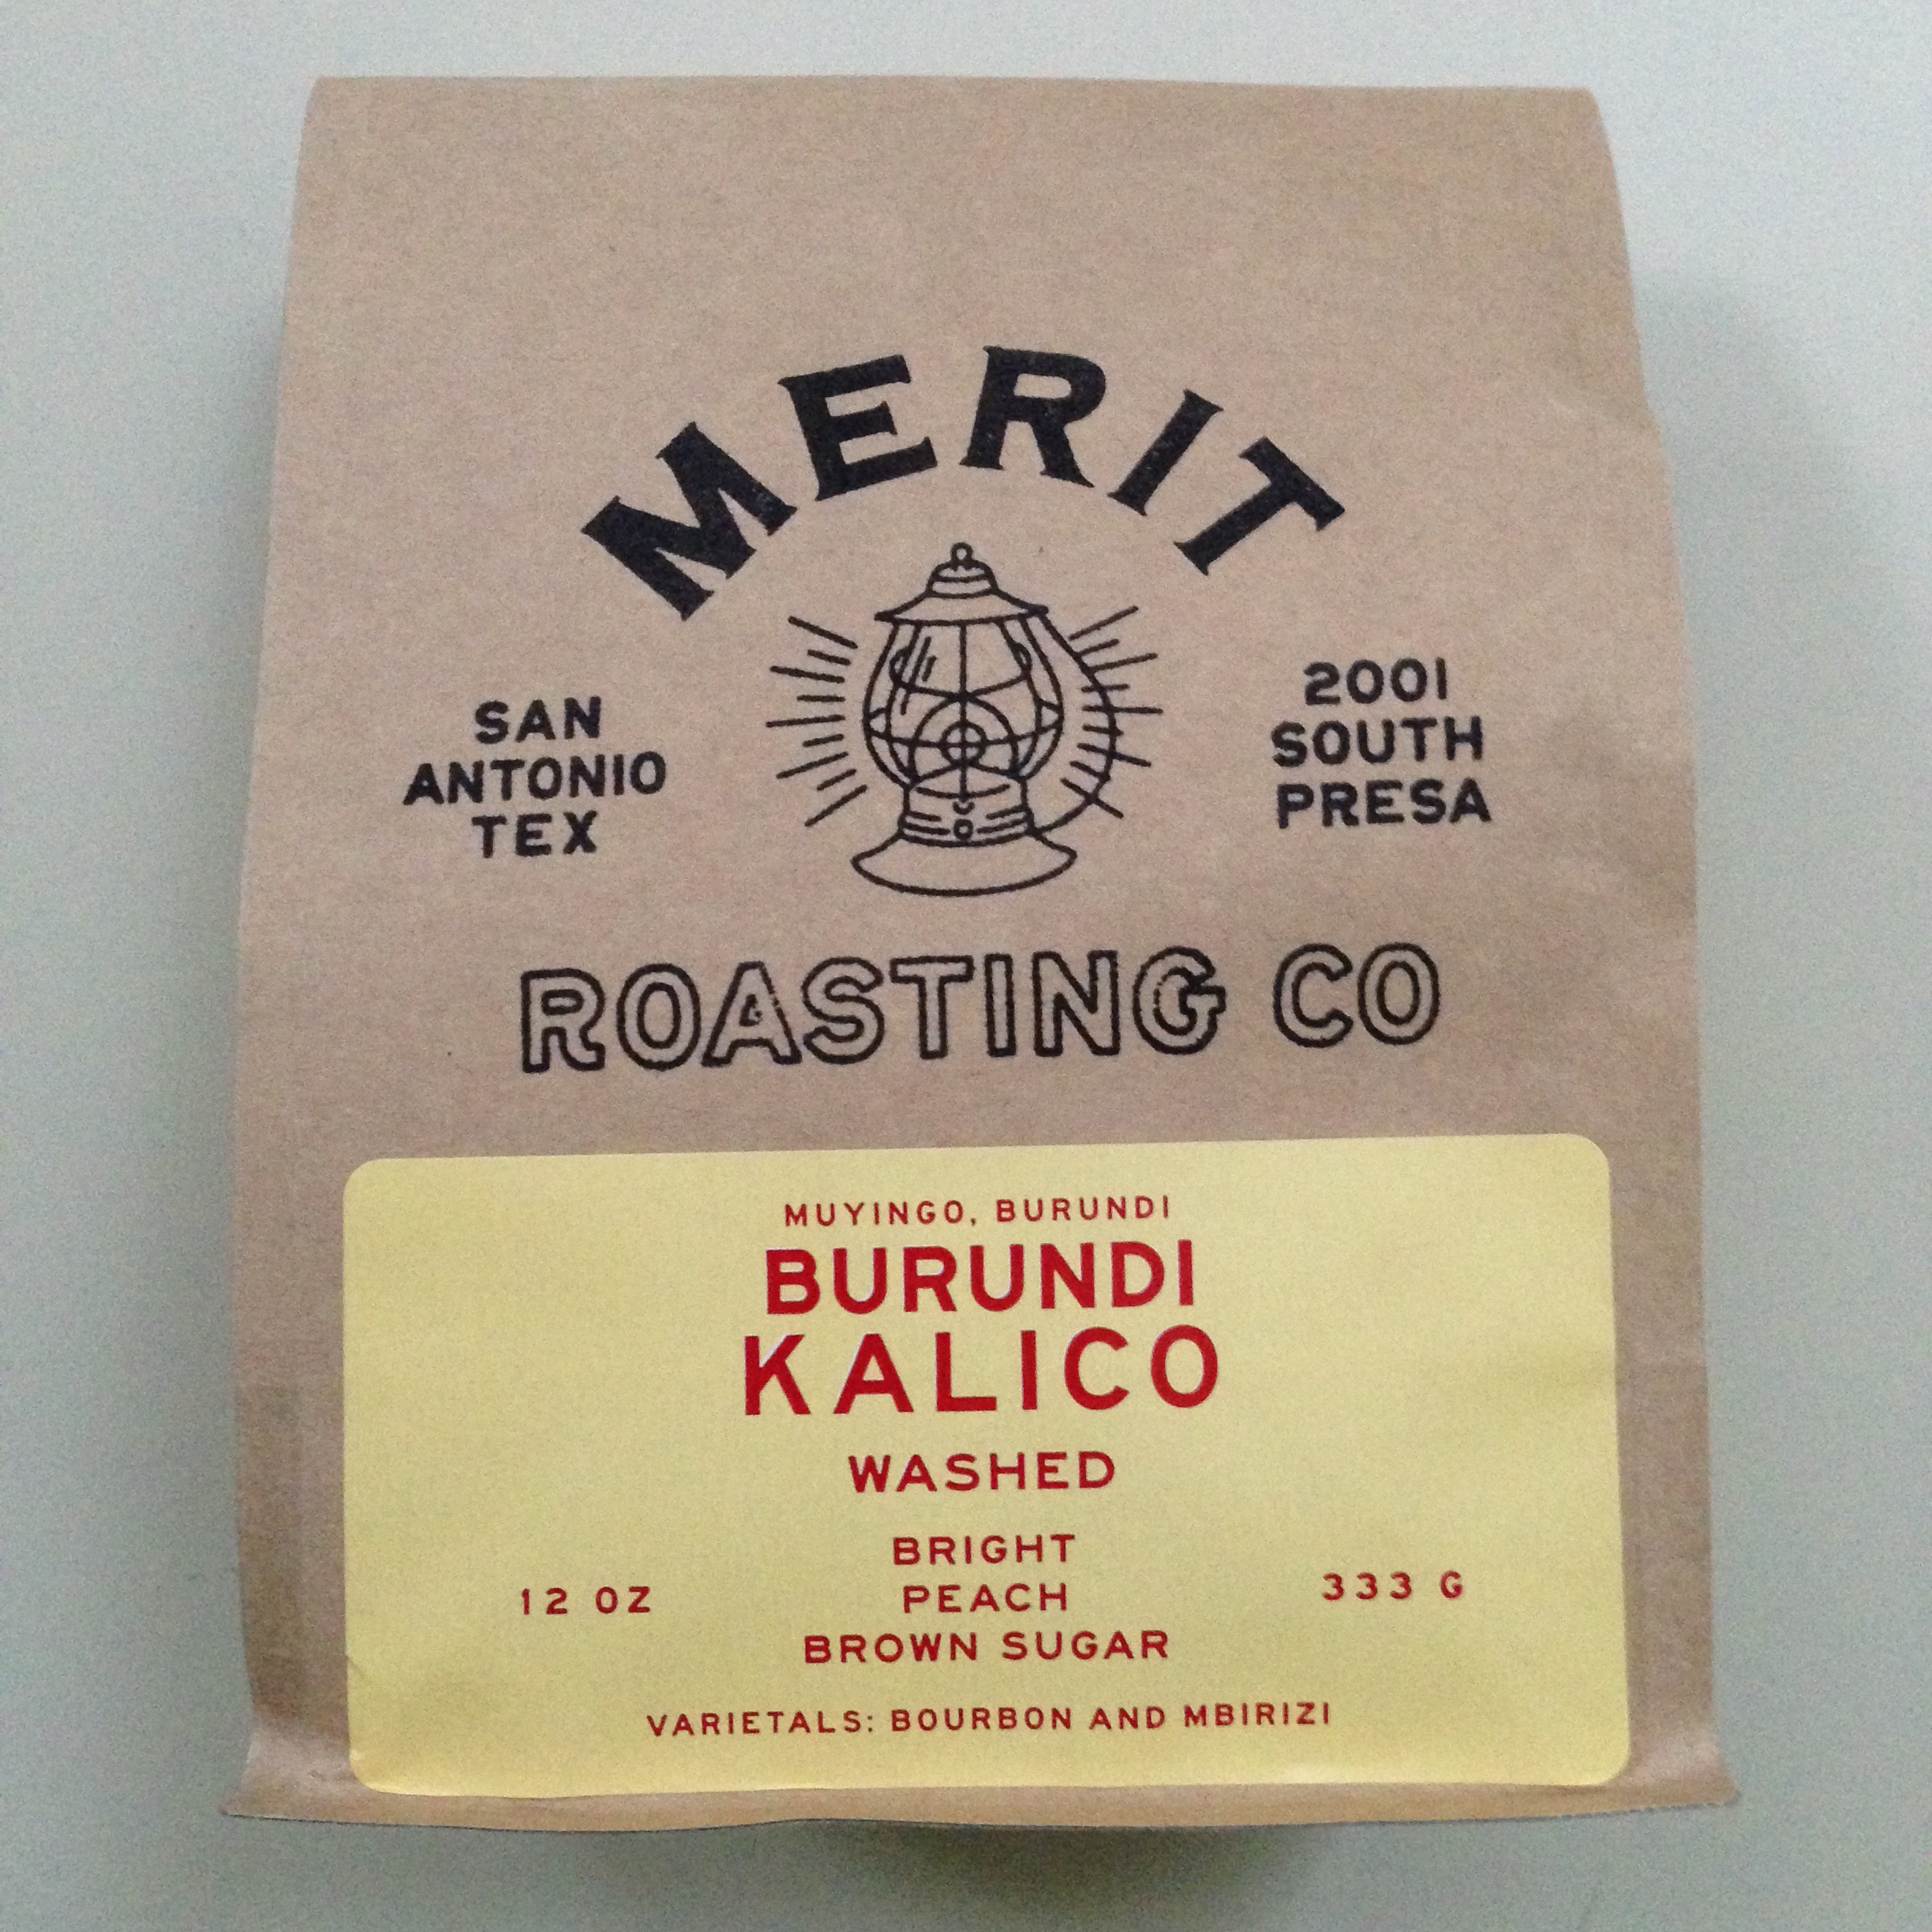 MERIT
SAN
ANTONIO
TEX
2001
SOUTH
PRESA
ROASTING CO
MUYINGO, BURUNDI
BURUNDI
KALICO
WASHED
BRIGHT
PEACH
BROWN SUGAR
12 OZ
333 G
VARIETALS: BOURBON AND MBIRIZI